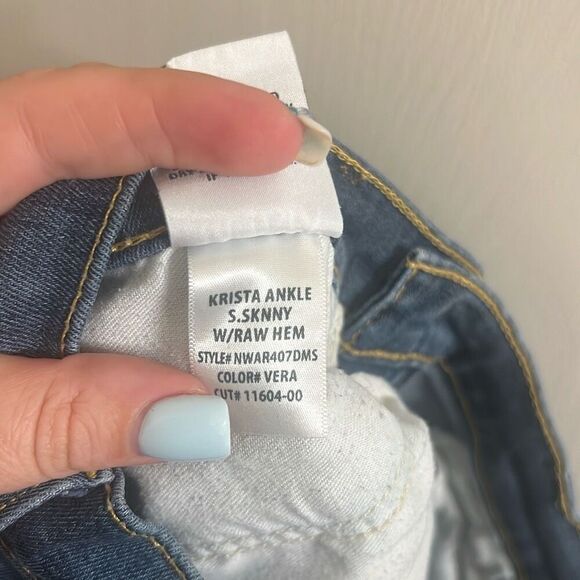 KRISTA ANKLE
S.SKNNY
W/RAW HEM
STYLE# NWAR407DMS
COLOR# VERA
CUT# 11604-00